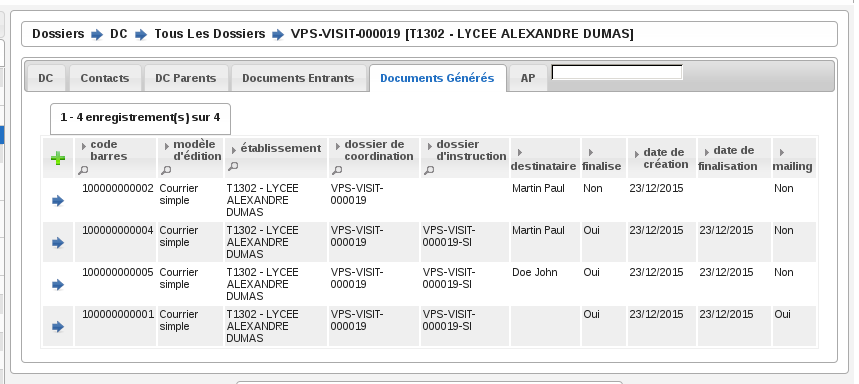 Dossiers DC Tous Les Dossiers VPS-VISIT-000019 [T1302 - LYCEE ALEXANDRE DUMAS]
DC Contacts DC Parents Documents Entrants Documents Générés AP
1 - 4 enregistrement(s) sur 4
code barres modèle d'édition établissement dossier de coordination dossier d'instruction destinataire finalise date de création date de finalisation mailing
100000000002 Courrier simple T1302 - LYCEE ALEXANDRE DUMAS VPS-VISIT-000019 Martin Paul Non 23/12/2015 Non
100000000004 Courrier simple T1302 - LYCEE ALEXANDRE DUMAS VPS-VISIT-000019 VPS-VISIT-000019-SI Martin Paul Oui 23/12/2015 23/12/2015 Non
100000000005 Courrier simple T1302 - LYCEE ALEXANDRE DUMAS VPS-VISIT-000019 VPS-VISIT-000019-SI Doe John Oui 23/12/2015 23/12/2015 Non
100000000001 Courrier simple T1302 - LYCEE ALEXANDRE DUMAS VPS-VISIT-000019 VPS-VISIT-000019-SI Oui 23/12/2015 23/12/2015 Oui